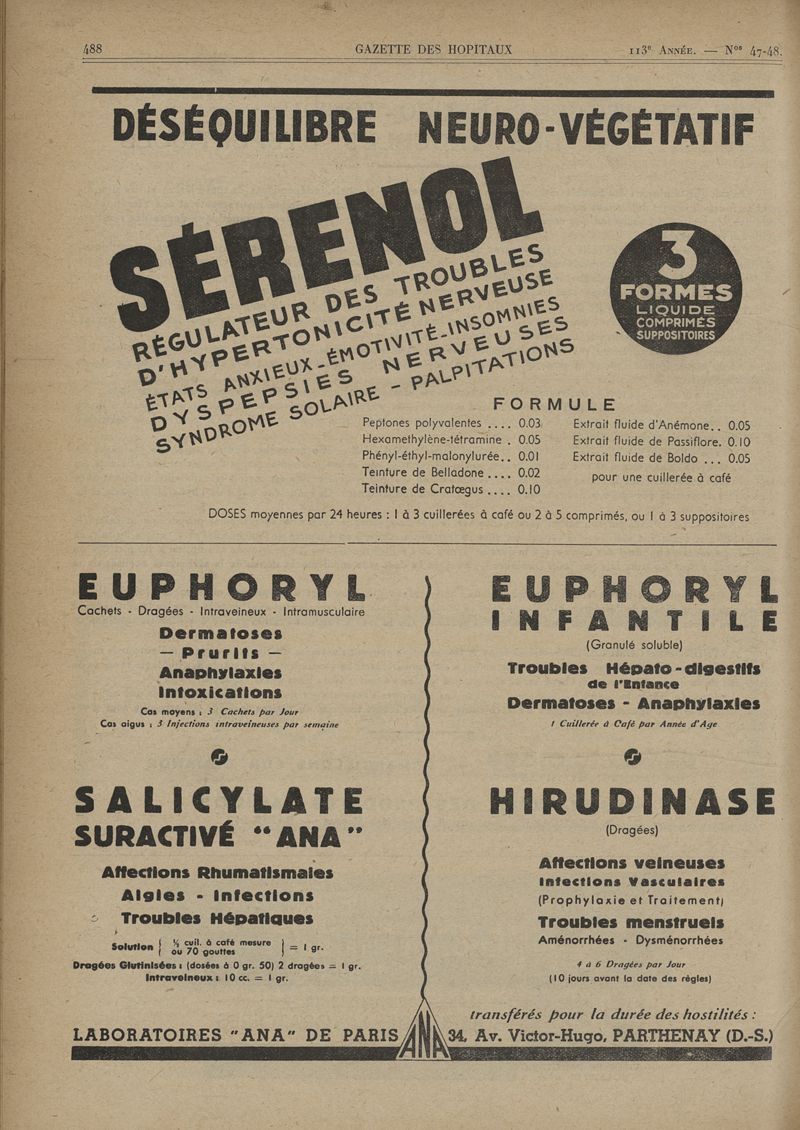 488 GAZETTE DES HOPITAUX 113e ANNÉE. — Nos 47-48.
DÉSÉQUILIBRE NEURO-VÉGÉTATIF
SÉRENOL
RÉGULATEUR DES TROUBLES
D'HYPERTONICITÉ NERVEUSE
ÉTATS ANXIEUX-ÉMOTIVITÉ-INSOMNIES
DYSPEPSIES NERVEUSES
SYNDROME SOLAIRE - PALPITATIONS
3
FORMES
LIQUIDE
COMPRIMÉS
SUPPOSITOIRES
FORMULE
Peptones polyvalentes .... 0.03
Hexamethylène-tétramine . 0.05
Phényl-éthyl-malonylurée.. 0.01
Teinture de Belladone .... 0.02
Teinture de Cratœgus .... 0.10
Extrait fluide d'Anémone.. 0.05
Extrait fluide de Passiflore. 0.10
Extrait fluide de Boldo ... 0.05
pour une cuillerée à café
DOSES moyennes par 24 heures : 1 à 3 cuillerées à café ou 2 à 5 comprimés, ou 1 à 3 suppositoires
EUPHORYL
Cachets - Dragées - Intraveineux - Intramusculaire
Dermatoses
— Prurits —
Anaphylaxies
Intoxications
Cas moyens : 3 Cachets par Jour
Cas aigus : 3 Injections intraveineuses par semaine
EUPHORYL
INFANTILE
(Granulé soluble)
Troubles Hépato-digestifs
de l'Enfance
Dermatoses - Anaphylaxies
1 Cuillerée à Café par Année d'Age
SALICYLATE
SURACTIVÉ "ANA"
Affections Rhumatismales
Algies - Infections
Troubles Hépatiques
Solution { ½ cuil. à café mesure } = 1 gr.
ou 70 gouttes
Dragées Glutinisées : (dosées à 0 gr. 50) 2 dragées = 1 gr.
Intraveineux : 10 cc. = 1 gr.
HIRUDINASE
(Dragées)
Affections veineuses
Infections Vasculaires
(Prophylaxie et Traitement)
Troubles menstruels
Aménorrhées - Dysménorrhées
4 à 6 Dragées par Jour
(10 jours avant la date des règles)
transférés pour la durée des hostilités :
LABORATOIRES "ANA" DE PARIS ANA 34, Av. Victor-Hugo, PARTHENAY (D.-S.)